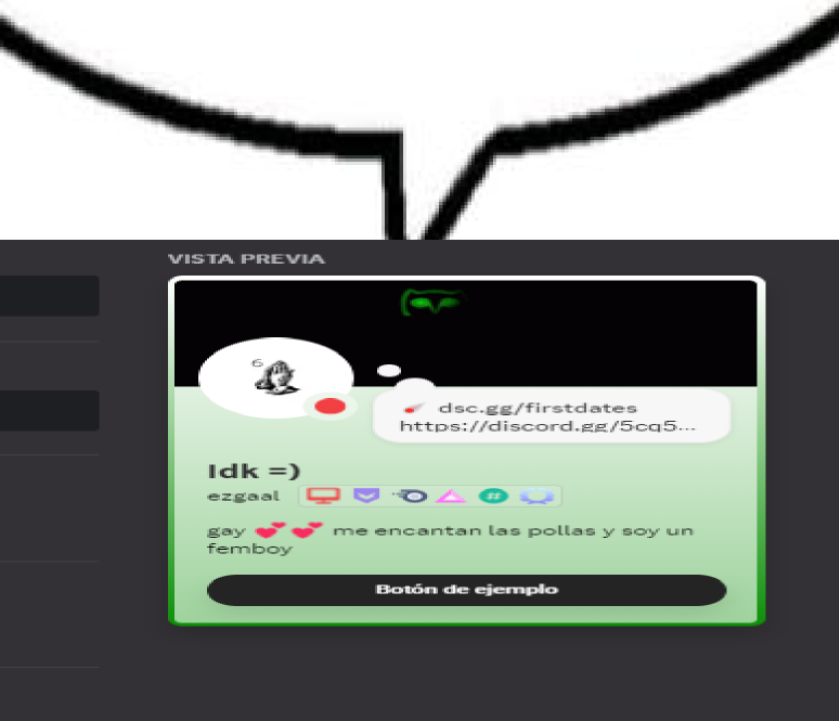 VISTA PREVIA
6
dsc.gg/firstdates
https://discord.gg/5cq5...
Idk =)
ezgaal
#
gay 💕💕 me encantan las pollas y soy un
femboy
Botón de ejemplo